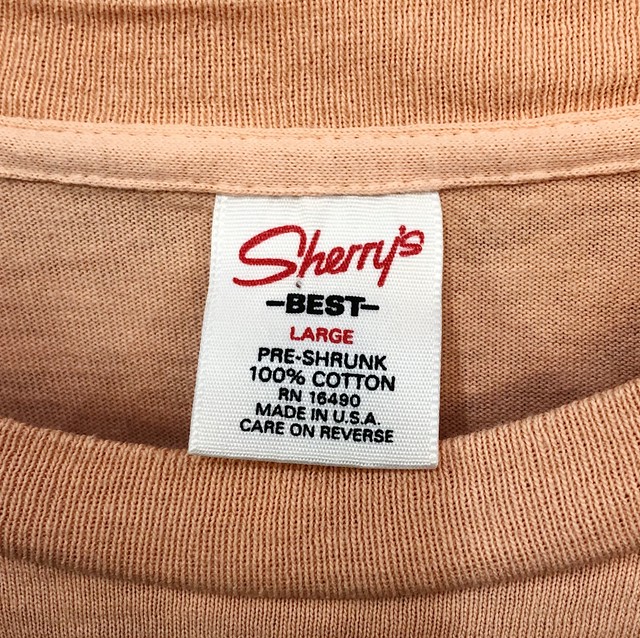 Sherry's
-BEST-
LARGE
PRE-SHRUNK
100% COTTON
RN 16490
MADE IN U.S.A.
CARE ON REVERSE